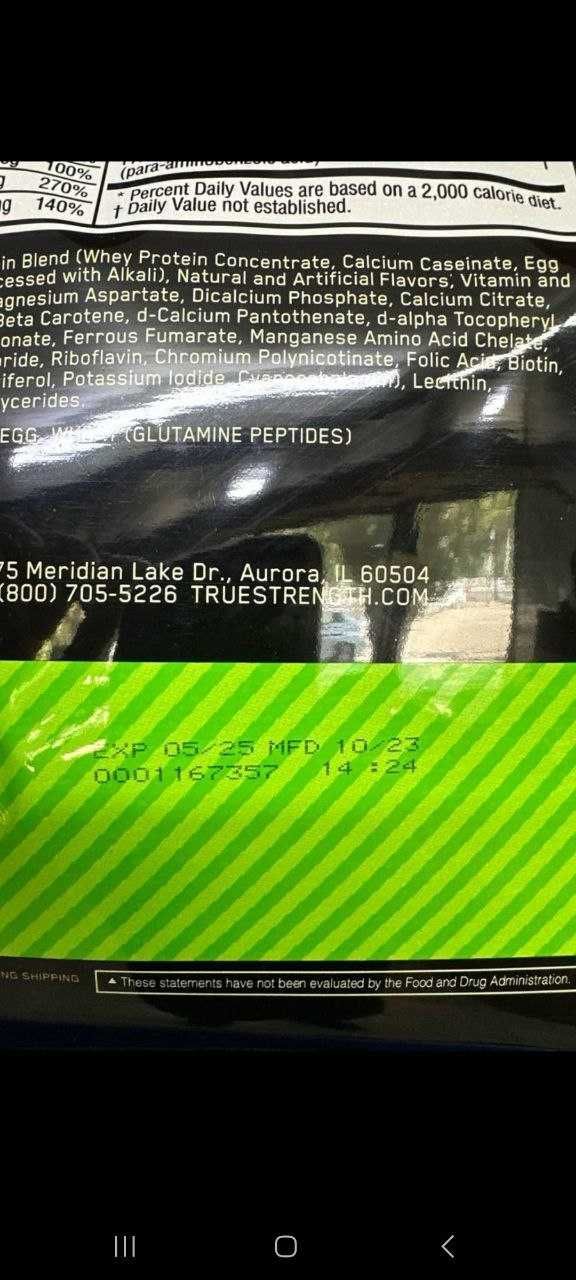 100%
270%
g 140%
(para-aminobenzoic acid)
* Percent Daily Values are based on a 2,000 calorie diet.
† Daily Value not established.
in Blend (Whey Protein Concentrate, Calcium Caseinate, Egg
cessed with Alkali), Natural and Artificial Flavors, Vitamin and
agnesium Aspartate, Dicalcium Phosphate, Calcium Citrate,
Beta Carotene, d-Calcium Pantothenate, d-alpha Tocopheryl
onate, Ferrous Fumarate, Manganese Amino Acid Chelate,
oride, Riboflavin, Chromium Polynicotinate, Folic Acid, Biotin,
iferol, Potassium Iodide, Cyanocobalamin), Lecithin,
ycerides.
EGG, (GLUTAMINE PEPTIDES)
75 Meridian Lake Dr., Aurora, IL 60504
(800) 705-5226 TRUESTRENGTH.COM
EXP 05/25 MFD 10/23
0001167357 14:24
NG SHIPPING
▲ These statements have not been evaluated by the Food and Drug Administration.